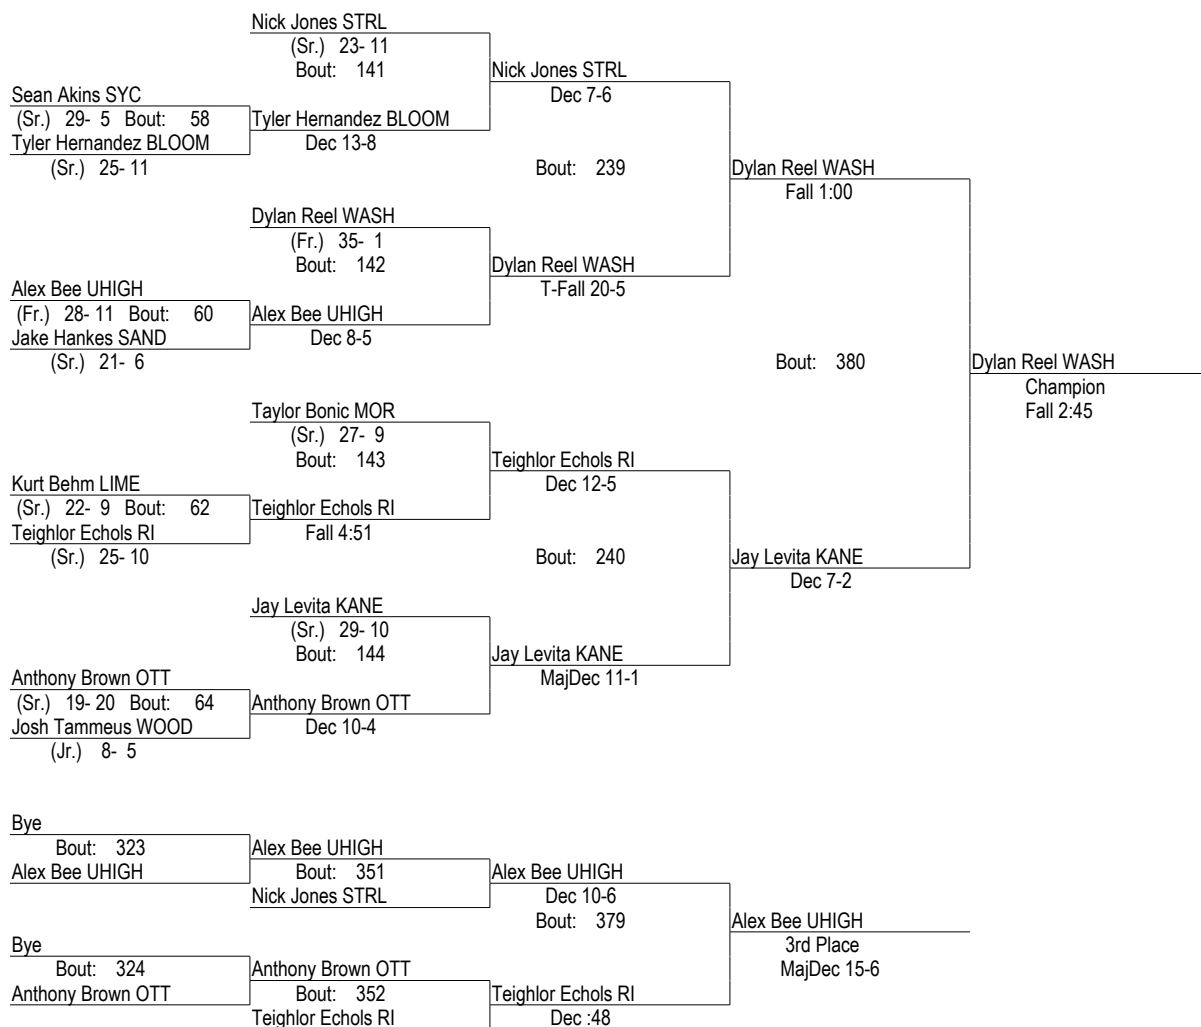 Nick Jones STRL
(Sr.) 23- 11
Bout: 141
Nick Jones STRL
Dec 7-6
Sean Akins SYC
(Sr.) 29- 5 Bout: 58
Tyler Hernandez BLOOM
Tyler Hernandez BLOOM
Dec 13-8
(Sr.) 25- 11
Bout: 239
Dylan Reel WASH
Fall 1:00
Dylan Reel WASH
(Fr.) 35- 1
Bout: 142
Dylan Reel WASH
T-Fall 20-5
Alex Bee UHIGH
(Fr.) 28- 11 Bout: 60
Alex Bee UHIGH
Jake Hankes SAND
Dec 8-5
(Sr.) 21- 6
Bout: 380
Dylan Reel WASH
Champion
Fall 2:45
Taylor Bonic MOR
(Sr.) 27- 9
Bout: 143
Teighlor Echols RI
Dec 12-5
Kurt Behm LIME
(Sr.) 22- 9 Bout: 62
Teighlor Echols RI
Teighlor Echols RI
Fall 4:51
(Sr.) 25- 10
Bout: 240
Jay Levita KANE
Dec 7-2
Jay Levita KANE
(Sr.) 29- 10
Bout: 144
Jay Levita KANE
MajDec 11-1
Anthony Brown OTT
(Sr.) 19- 20 Bout: 64
Anthony Brown OTT
Josh Tammeus WOOD
Dec 10-4
(Jr.) 8- 5
Bye
Bout: 323
Alex Bee UHIGH
Alex Bee UHIGH
Bout: 351
Alex Bee UHIGH
Nick Jones STRL
Dec 10-6
Bout: 379
Alex Bee UHIGH
3rd Place
MajDec 15-6
Bye
Bout: 324
Anthony Brown OTT
Anthony Brown OTT
Bout: 352
Teighlor Echols RI
Teighlor Echols RI
Dec :48